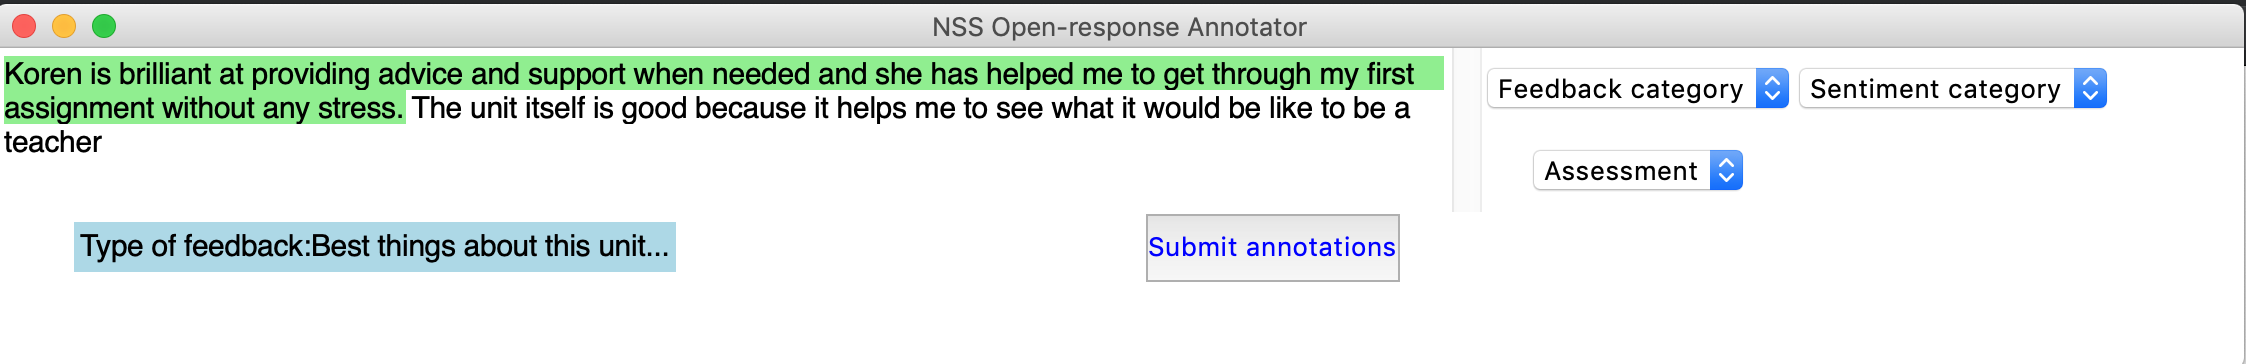 NSS Open-response Annotator
Koren is brilliant at providing advice and support when needed and she has helped me to get through my first
assignment without any stress. The unit itself is good because it helps me to see what it would be like to be a
teacher
Feedback category Sentiment category
Assessment
Type of feedback:Best things about this unit...
Submit annotations